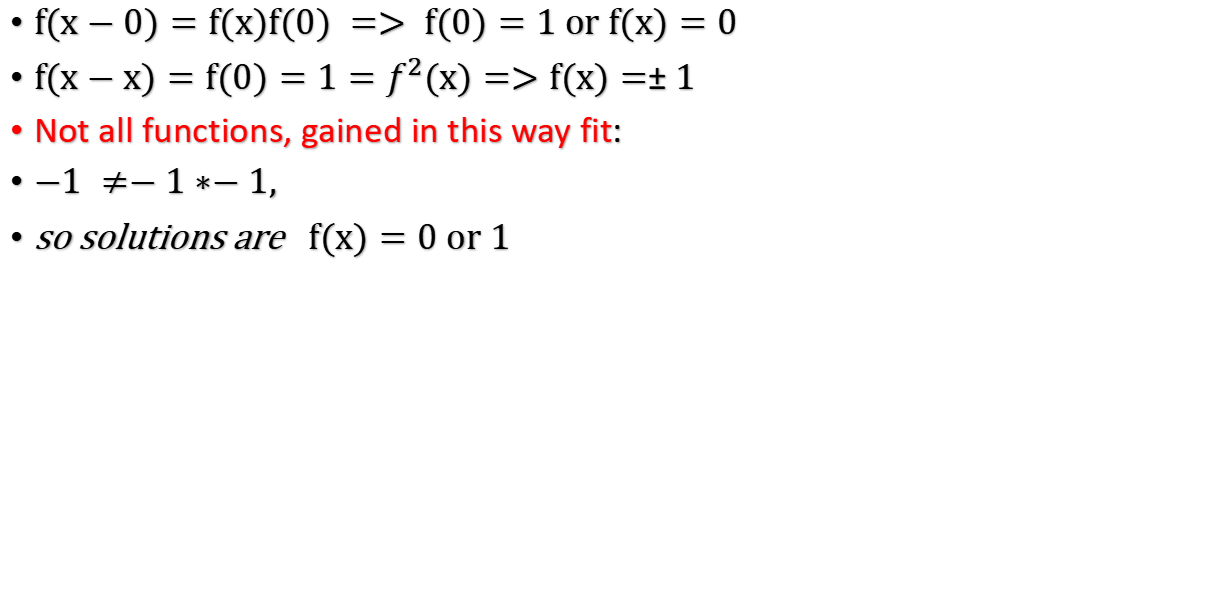 • f(x − 0) = f(x)f(0) => f(0) = 1 or f(x) = 0
• f(x − x) = f(0) = 1 = f²(x) => f(x) =± 1
• Not all functions, gained in this way fit:
• −1 ≠− 1 ∗− 1,
• so solutions are f(x) = 0 or 1